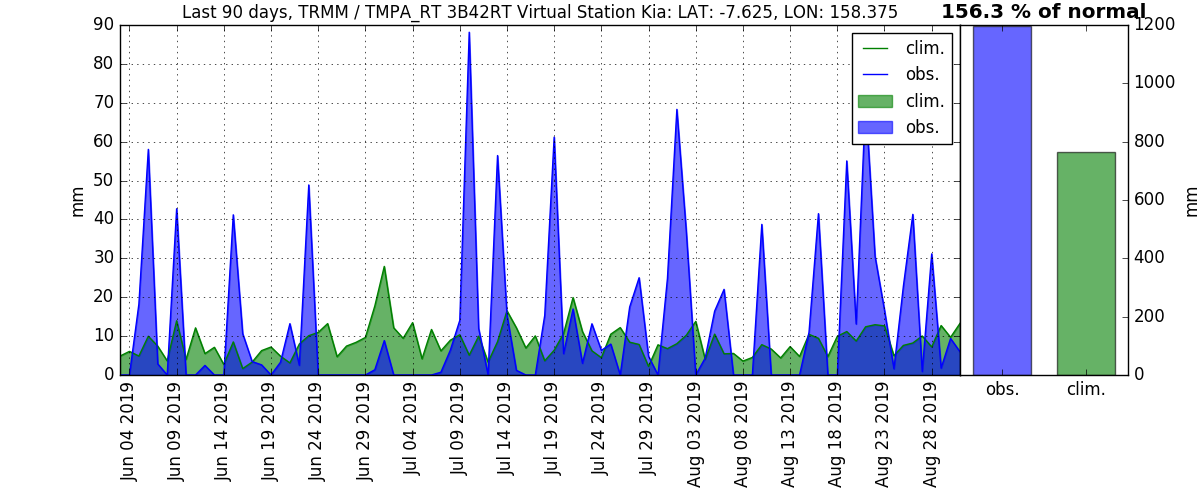 Last 90 days, TRMM / TMPA_RT 3B42RT Virtual Station Kia: LAT: -7.625, LON: 158.375
156.3 % of normal
mm
90
80
70
60
50
40
30
20
10
0
clim.
obs.
clim.
obs.
Jun 04 2019
Jun 09 2019
Jun 14 2019
Jun 19 2019
Jun 24 2019
Jun 29 2019
Jul 04 2019
Jul 09 2019
Jul 14 2019
Jul 19 2019
Jul 24 2019
Jul 29 2019
Aug 03 2019
Aug 08 2019
Aug 13 2019
Aug 18 2019
Aug 23 2019
Aug 28 2019
1200
1000
800
600
400
200
0
mm
obs.
clim.